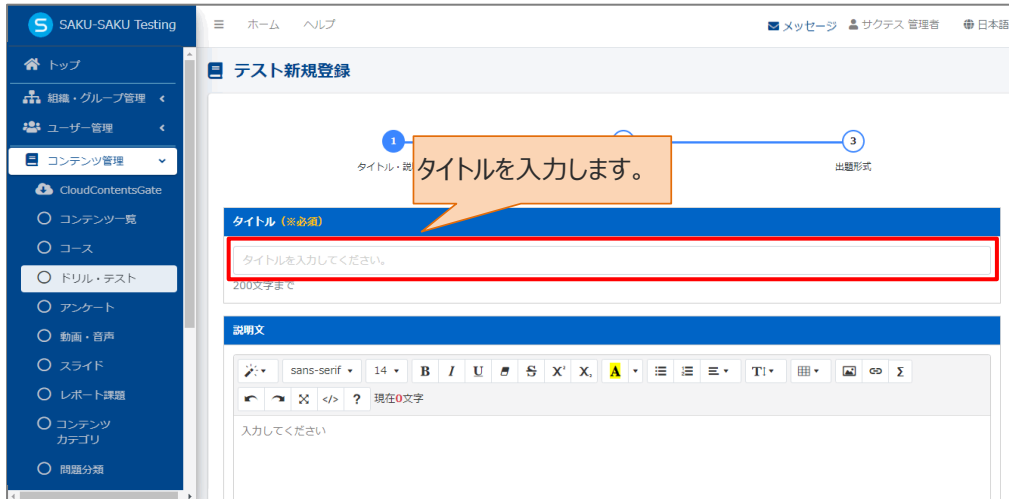 SAKU-SAKU Testing
ホーム ヘルプ
メッセージ サクテス 管理者 日本語
トップ
組織・グループ管理
ユーザー管理
コンテンツ管理
CloudContentsGate
コンテンツ一覧
コース
ドリル・テスト
アンケート
動画・音声
スライド
レポート課題
コンテンツ
カテゴリ
問題分類
テスト新規登録
1
3
タイトル・説
出題形式
タイトルを入力します。
タイトル（※必須）
タイトルを入力してください。
200文字まで
説明文
sans-serif 14 B I U S X² X₂ A T
</> ? 現在0文字
入力してください